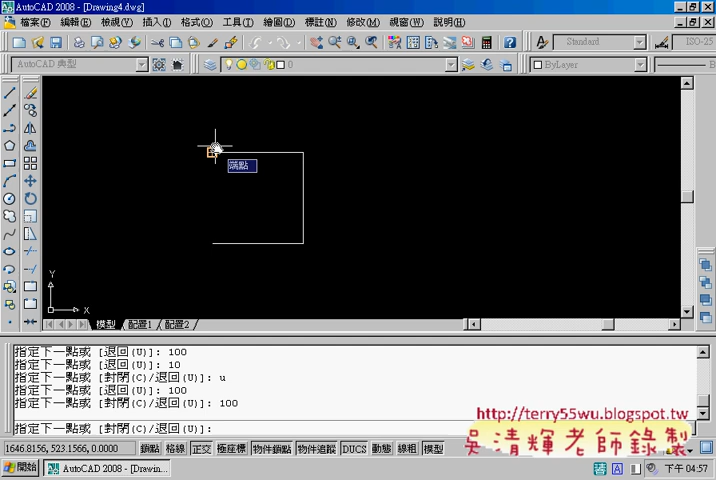 AutoCAD 2008 - [Drawing4.dwg]
檔案(F) 編輯(E) 檢視(V) 插入(I) 格式(O) 工具(T) 繪圖(D) 標註(N) 修改(M) 視窗(W) 說明(H)
Standard ISO-25
AutoCAD 典型 0 ByLayer
端點
Y
X
模型 配置1 配置2
指定下一點或 [退回(U)]: 100
指定下一點或 [退回(U)]: 10
指定下一點或 [封閉(C)/退回(U)]: u
指定下一點或 [退回(U)]: 100
指定下一點或 [封閉(C)/退回(U)]: 100
指定下一點或 [封閉(C)/退回(U)]:
http://terry55wu.blogspot.tw
吳清輝老師錄製
1646.8156, 523.1566, 0.0000 鎖點 格線 正交 極座標 物件鎖點 物件追蹤 DUCS 動態 線粗 模型
開始 AutoCAD 2008 - [Drawin... 下午 04:57